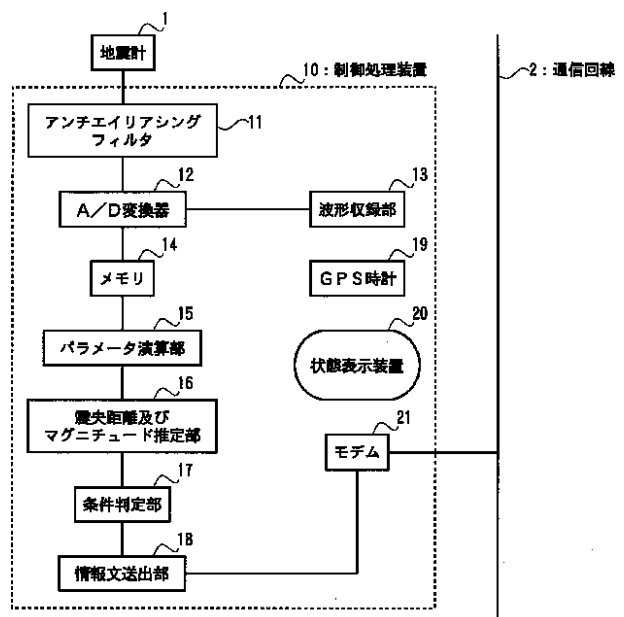 1
地震計
10:制御処理装置
2:通信回線
アンチエイリアシング
フィルタ
11
12
A/D変換器
13
波形収録部
14
メモリ
19
GPS時計
15
パラメータ演算部
20
状態表示装置
16
震央距離及び
マグニチュード推定部
21
モデム
17
条件判定部
18
情報文送出部